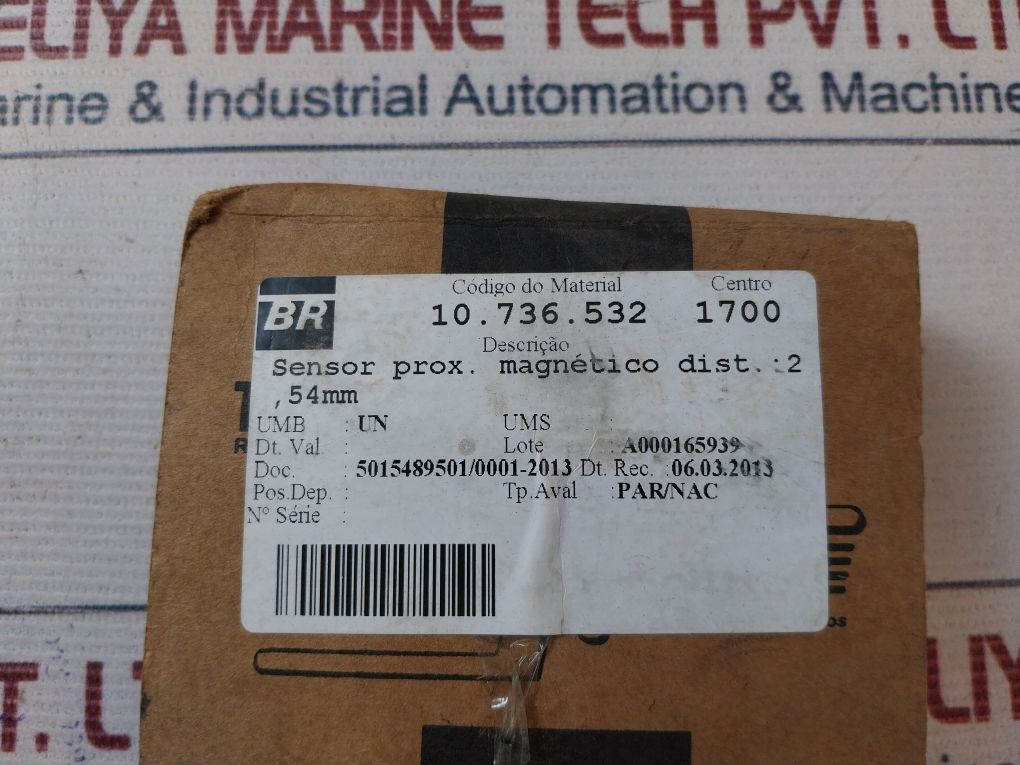 ELIYA MARINE TECH PVT. LT
arine & Industrial Automation & Machine
BR
Código do Material Centro
10.736.532 1700
Descrição
Sensor prox. magnético dist.:2
,54mm
UMB : UN UMS :
Dt. Val : Lote : A000165939
Doc. : 5015489501/0001-2013 Dt. Rec. :06.03.2013
Pos.Dep. : Tp.Aval :PAR/NAC
Nº Série :
os
T. L
LIY